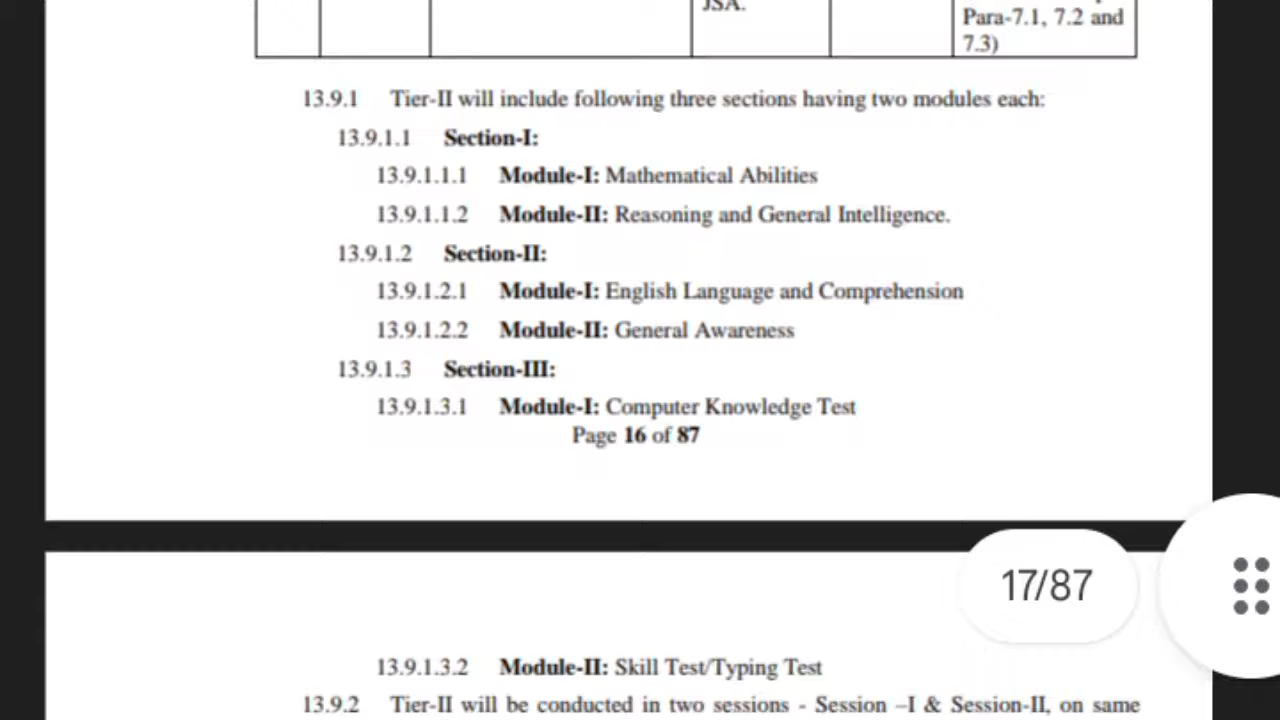 JSA.
Para-7.1, 7.2 and
7.3)
13.9.1 Tier-II will include following three sections having two modules each:
13.9.1.1 Section-I:
13.9.1.1.1 Module-I: Mathematical Abilities
13.9.1.1.2 Module-II: Reasoning and General Intelligence.
13.9.1.2 Section-II:
13.9.1.2.1 Module-I: English Language and Comprehension
13.9.1.2.2 Module-II: General Awareness
13.9.1.3 Section-III:
13.9.1.3.1 Module-I: Computer Knowledge Test
Page 16 of 87
17/87
13.9.1.3.2 Module-II: Skill Test/Typing Test
13.9.2 Tier-II will be conducted in two sessions - Session –I & Session-II, on same